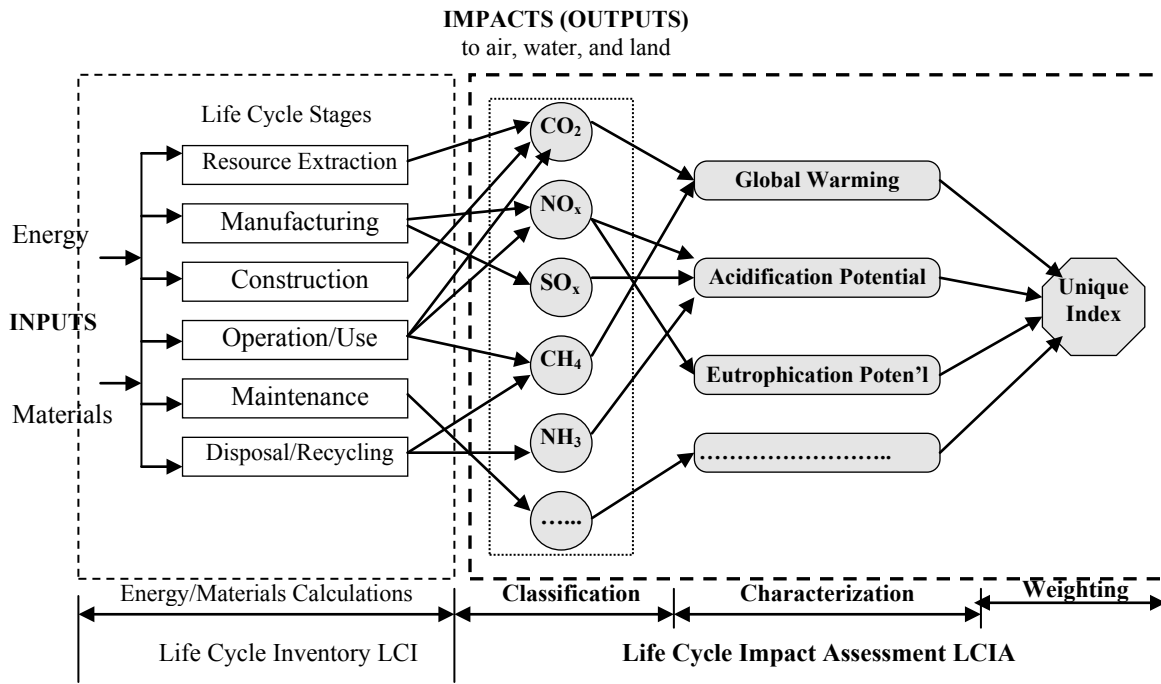 IMPACTS (OUTPUTS)
to air, water, and land
Life Cycle Stages
Resource Extraction
Manufacturing
Construction
Operation/Use
Maintenance
Disposal/Recycling
Energy
INPUTS
Materials
CO₂
NOₓ
SOₓ
CH₄
NH₃
…...
Global Warming
Acidification Potential
Eutrophication Poten’l
……………………..
Unique
Index
Energy/Materials Calculations
Classification
Characterization
Weighting
Life Cycle Inventory LCI
Life Cycle Impact Assessment LCIA